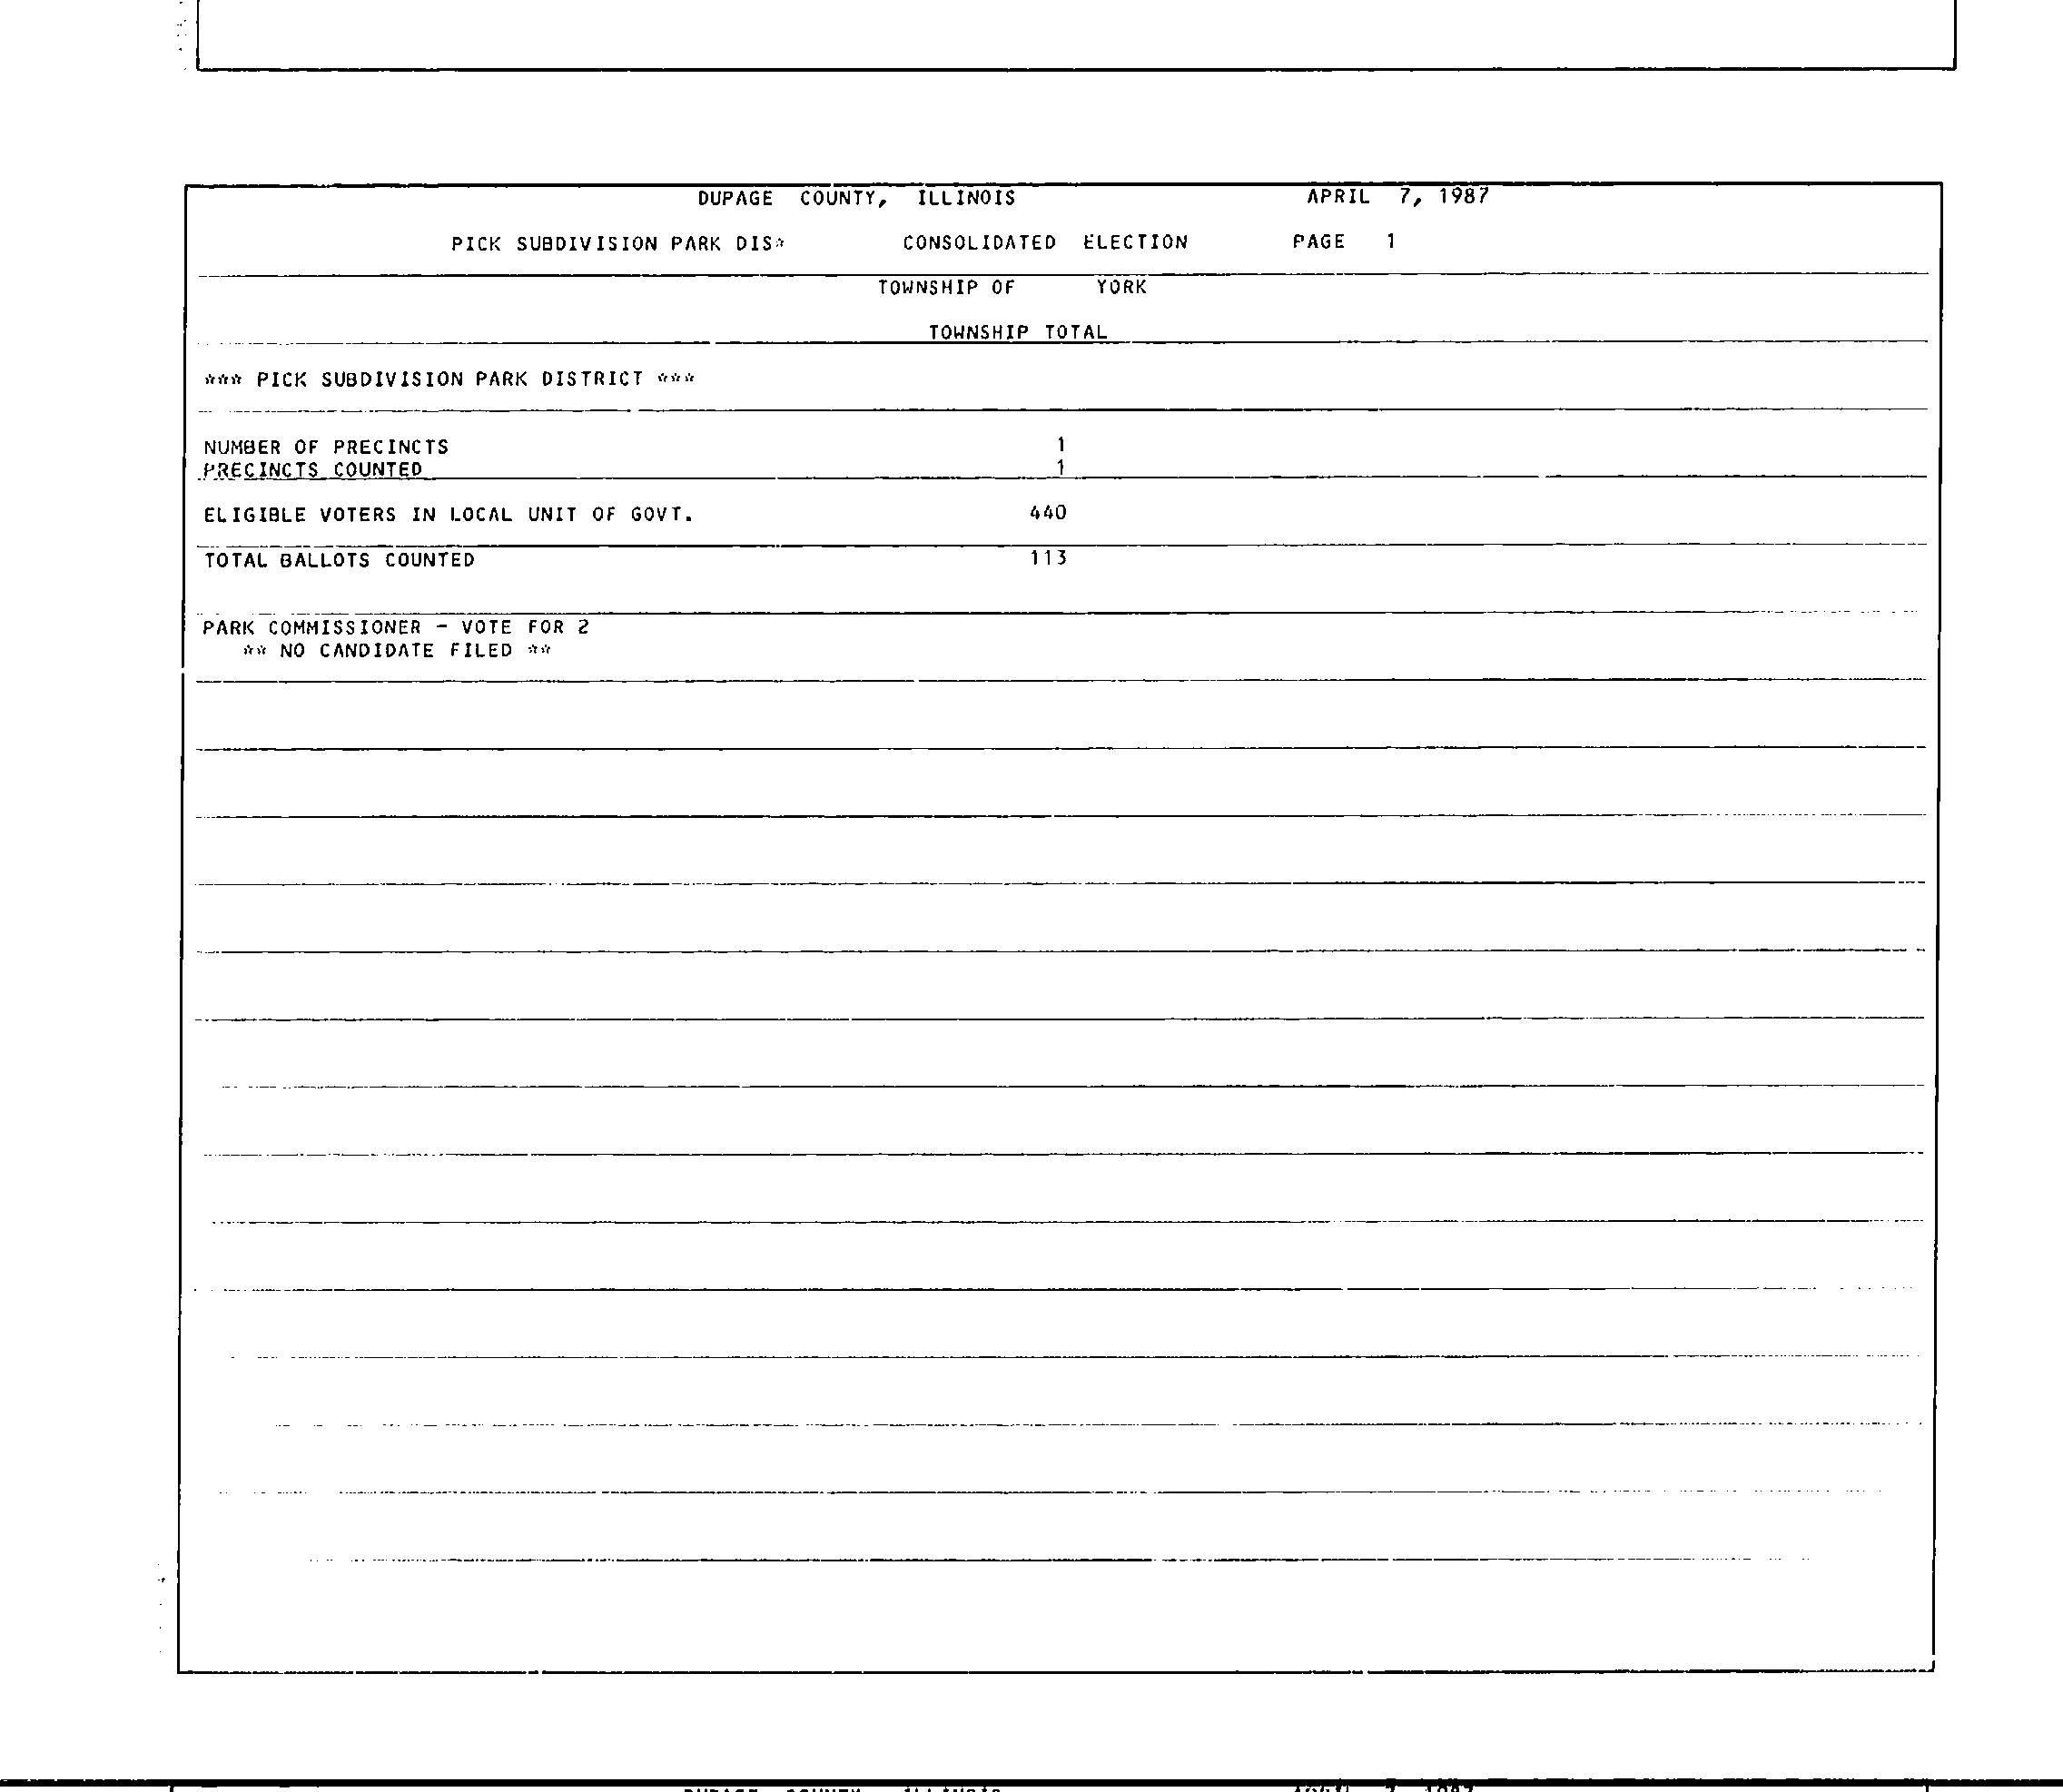 DUPAGE COUNTY, ILLINOIS APRIL 7, 1987
PICK SUBDIVISION PARK DIS* CONSOLIDATED ELECTION PAGE 1
TOWNSHIP OF YORK
TOWNSHIP TOTAL
*** PICK SUBDIVISION PARK DISTRICT ***
NUMBER OF PRECINCTS 1
PRECINCTS COUNTED 1
ELIGIBLE VOTERS IN LOCAL UNIT OF GOVT. 440
TOTAL BALLOTS COUNTED 113
PARK COMMISSIONER - VOTE FOR 2
** NO CANDIDATE FILED **